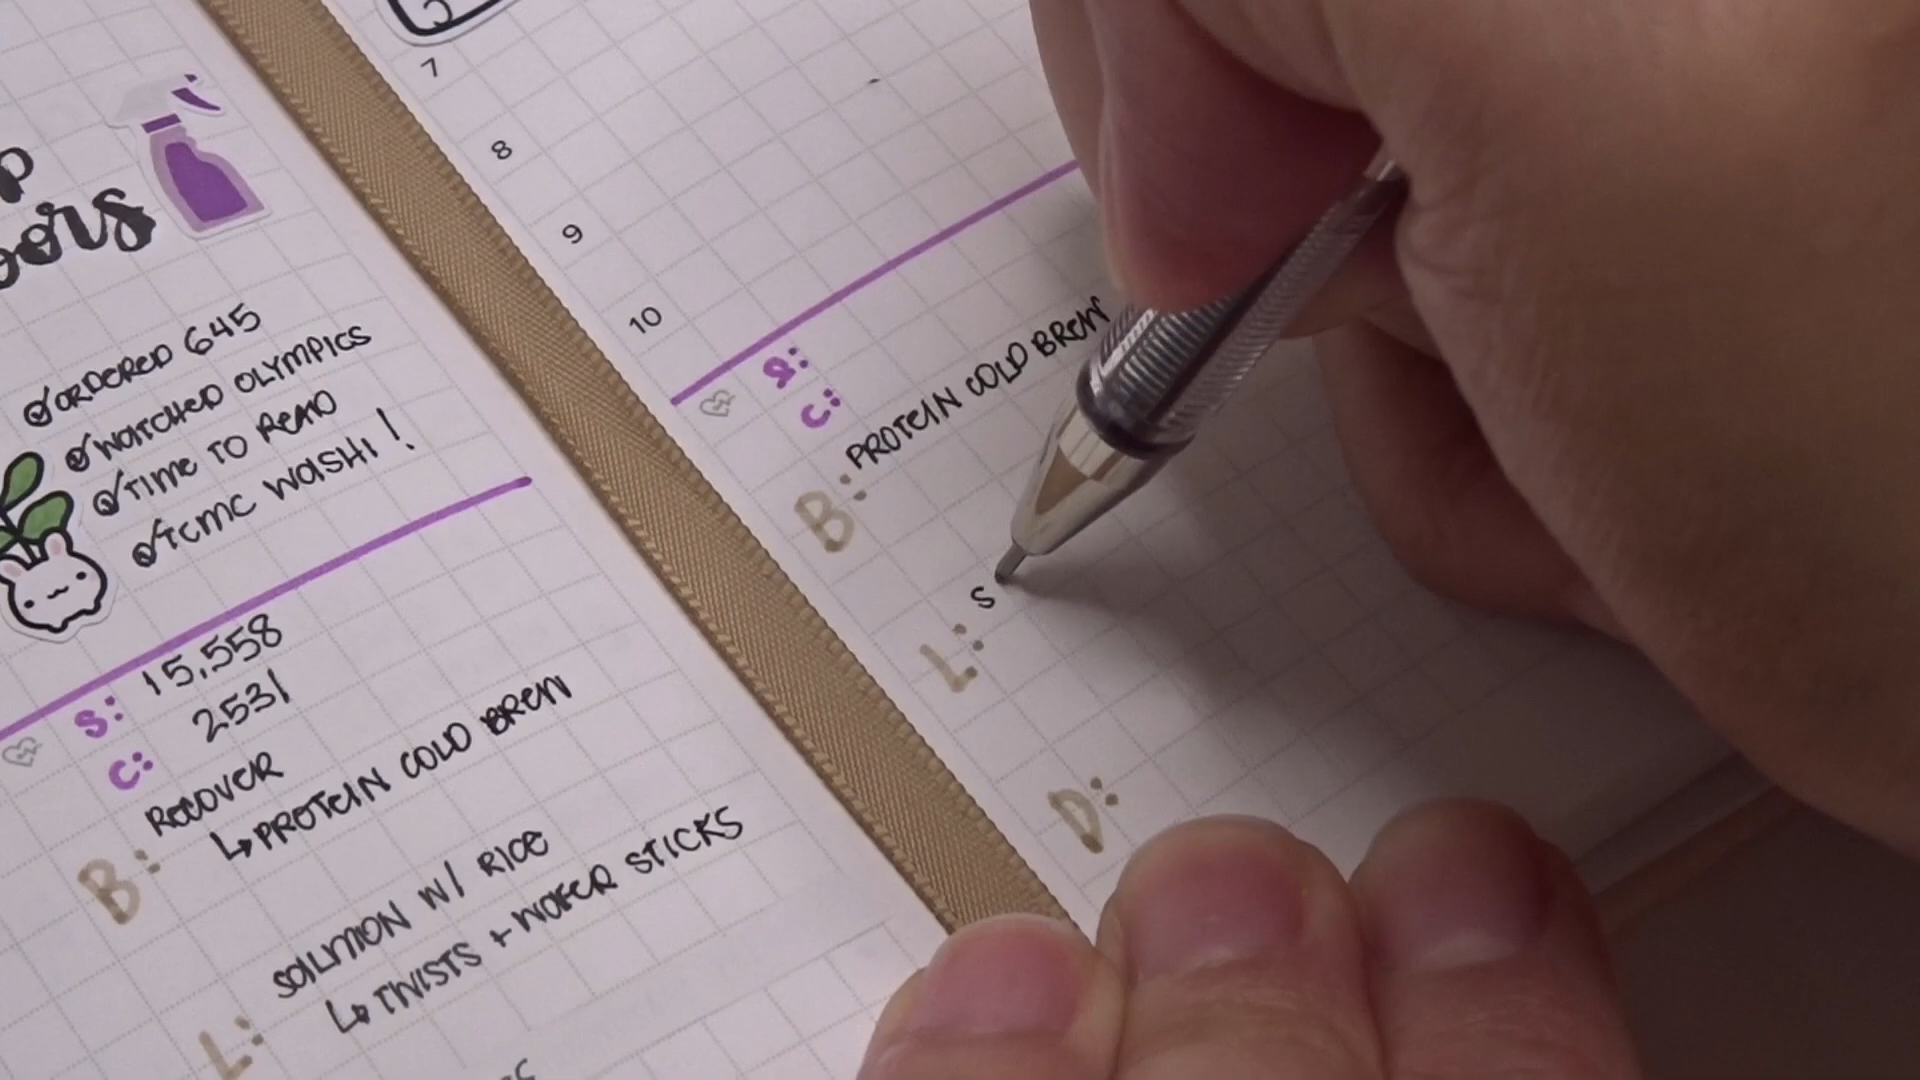 ORDERED 645
WATCHED OLYMPICS
TIME TO READ
TCMC WASHI!
S: 15,558
C: 2531
B: RECOVER
↳ PROTEIN COLD BREW
L: SALMON W/ RICE
↳ TWISTS + WAFER STICKS
7
8
9
10
S:
C:
B: PROTEIN COLD BREW
L: S
D: